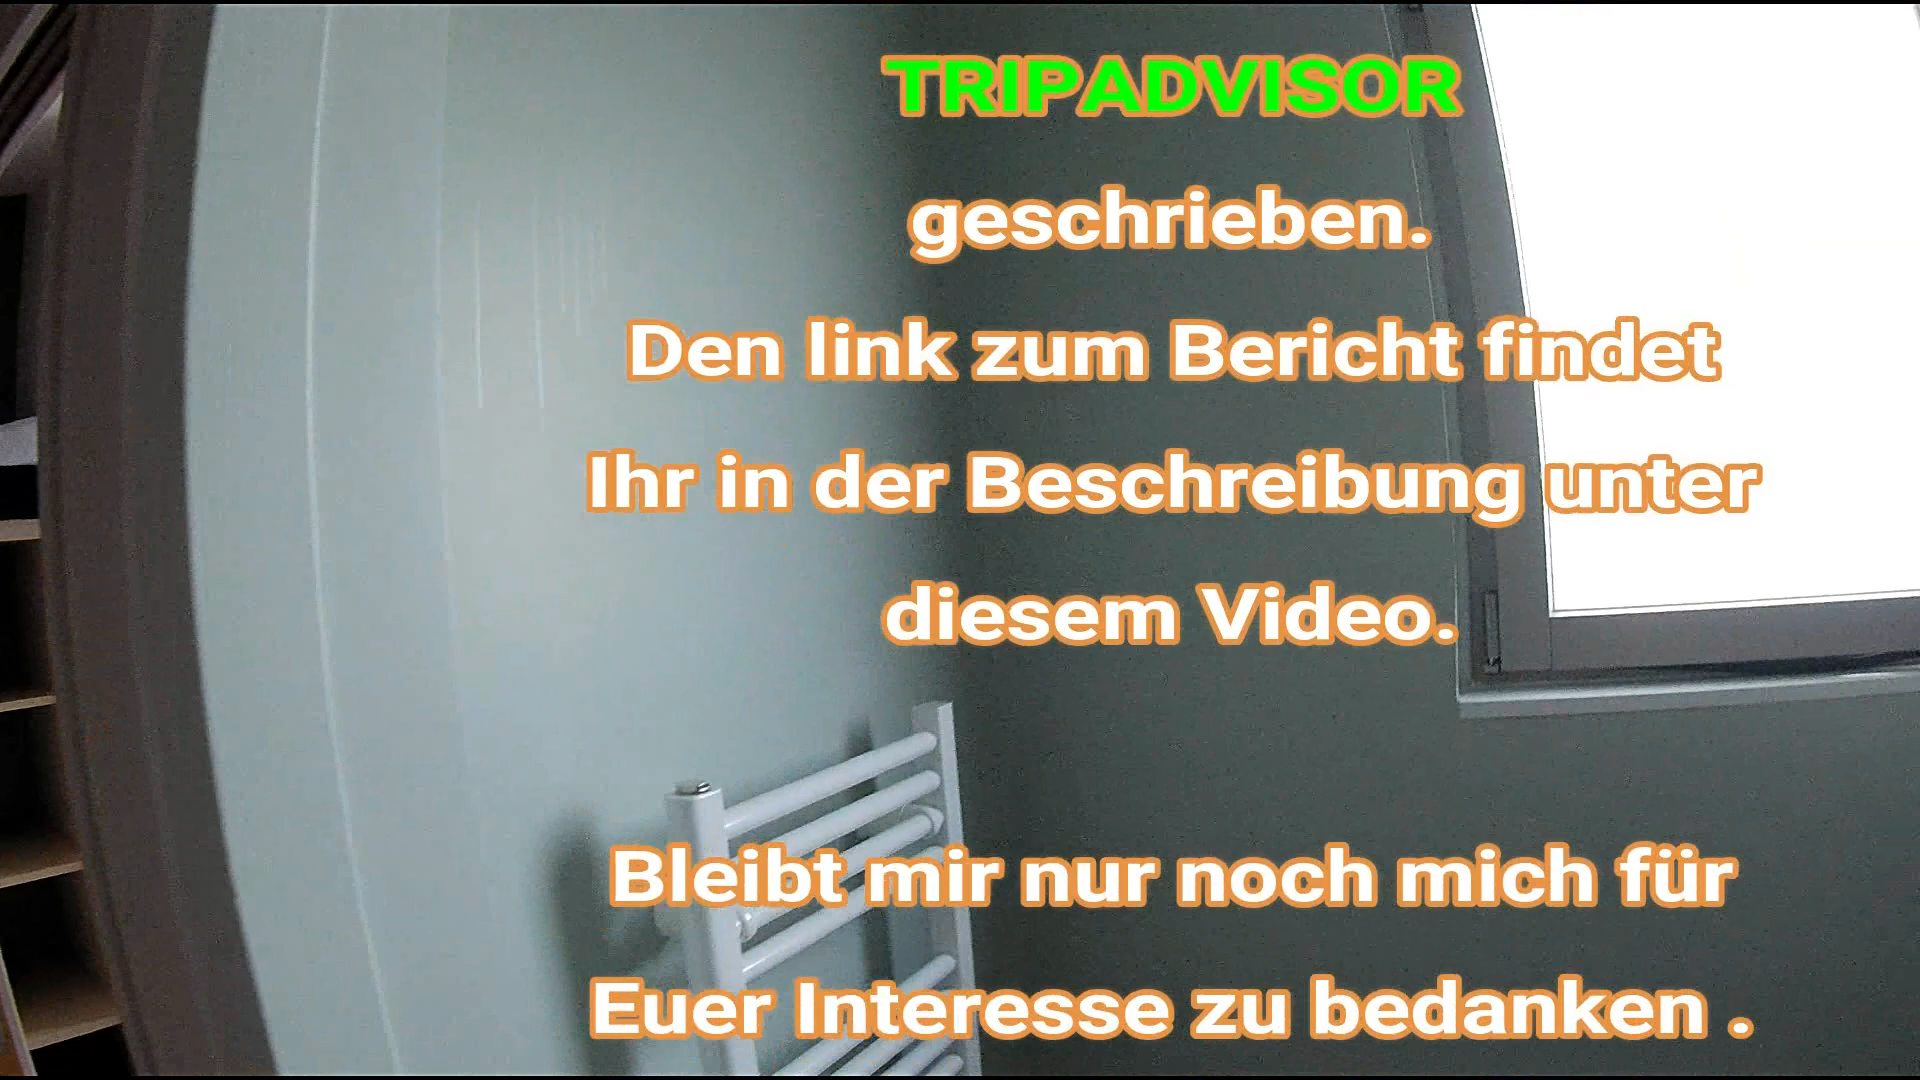 TRIPADVISOR
geschrieben.
Den link zum Bericht findet
Ihr in der Beschreibung unter
diesem Video.
Bleibt mir nur noch mich für
Euer Interesse zu bedanken .